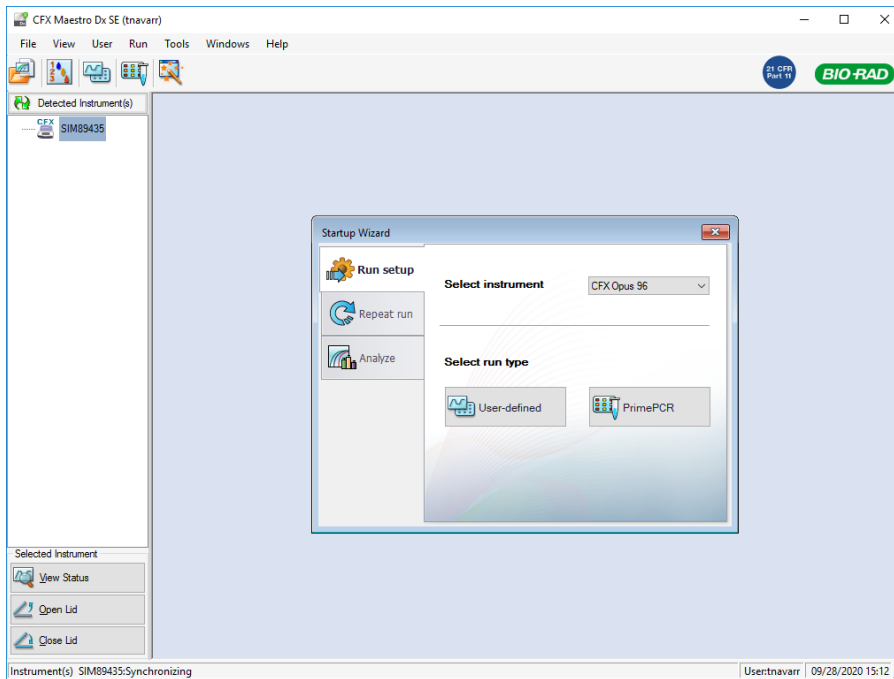 CFX Maestro Dx SE (tnavarr)
File View User Run Tools Windows Help
21 CFR
Part 11
BIO-RAD
Detected Instrument(s)
CFX
SIM89435
Startup Wizard
Run setup
Repeat run
Analyze
Select instrument
CFX Opus 96
Select run type
User-defined
PrimePCR
Selected Instrument
View Status
Open Lid
Close Lid
Instrument(s) SIM89435:Synchronizing
User:tnavarr 09/28/2020 15:12